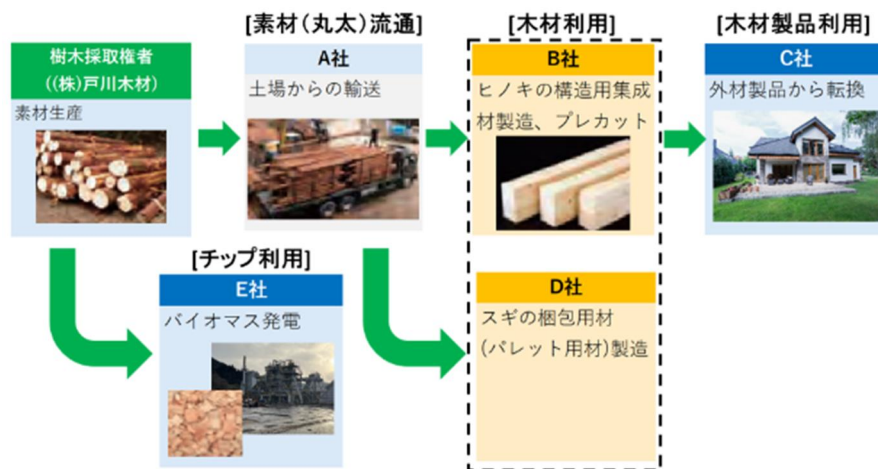 [素材(丸太)流通]
[木材利用]
[木材製品利用]
樹木採取権者
((株)戸川木材)
素材生産
A社
土場からの輸送
B社
ヒノキの構造用集成
材製造、プレカット
C社
外材製品から転換
[チップ利用]
E社
バイオマス発電
D社
スギの梱包用材
(パレット用材)製造